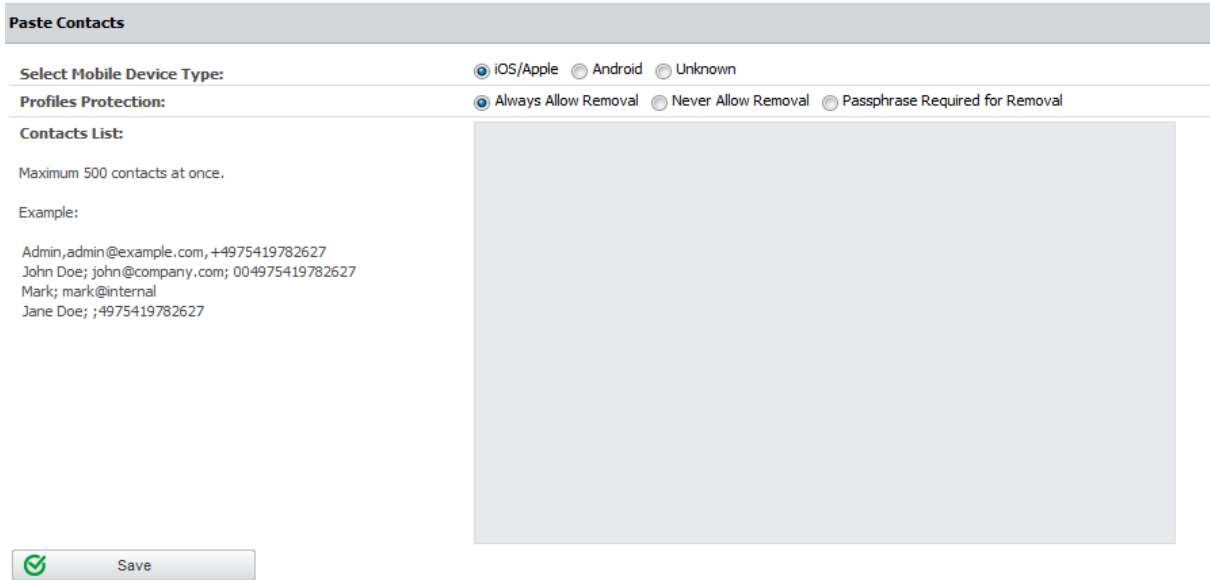 Paste Contacts
Select Mobile Device Type: iOS/Apple Android Unknown
Profiles Protection: Always Allow Removal Never Allow Removal Passphrase Required for Removal
Contacts List:
Maximum 500 contacts at once.
Example:
Admin,admin@example.com,+4975419782627
John Doe; john@company.com; 004975419782627
Mark; mark@internal
Jane Doe; ;4975419782627
Save